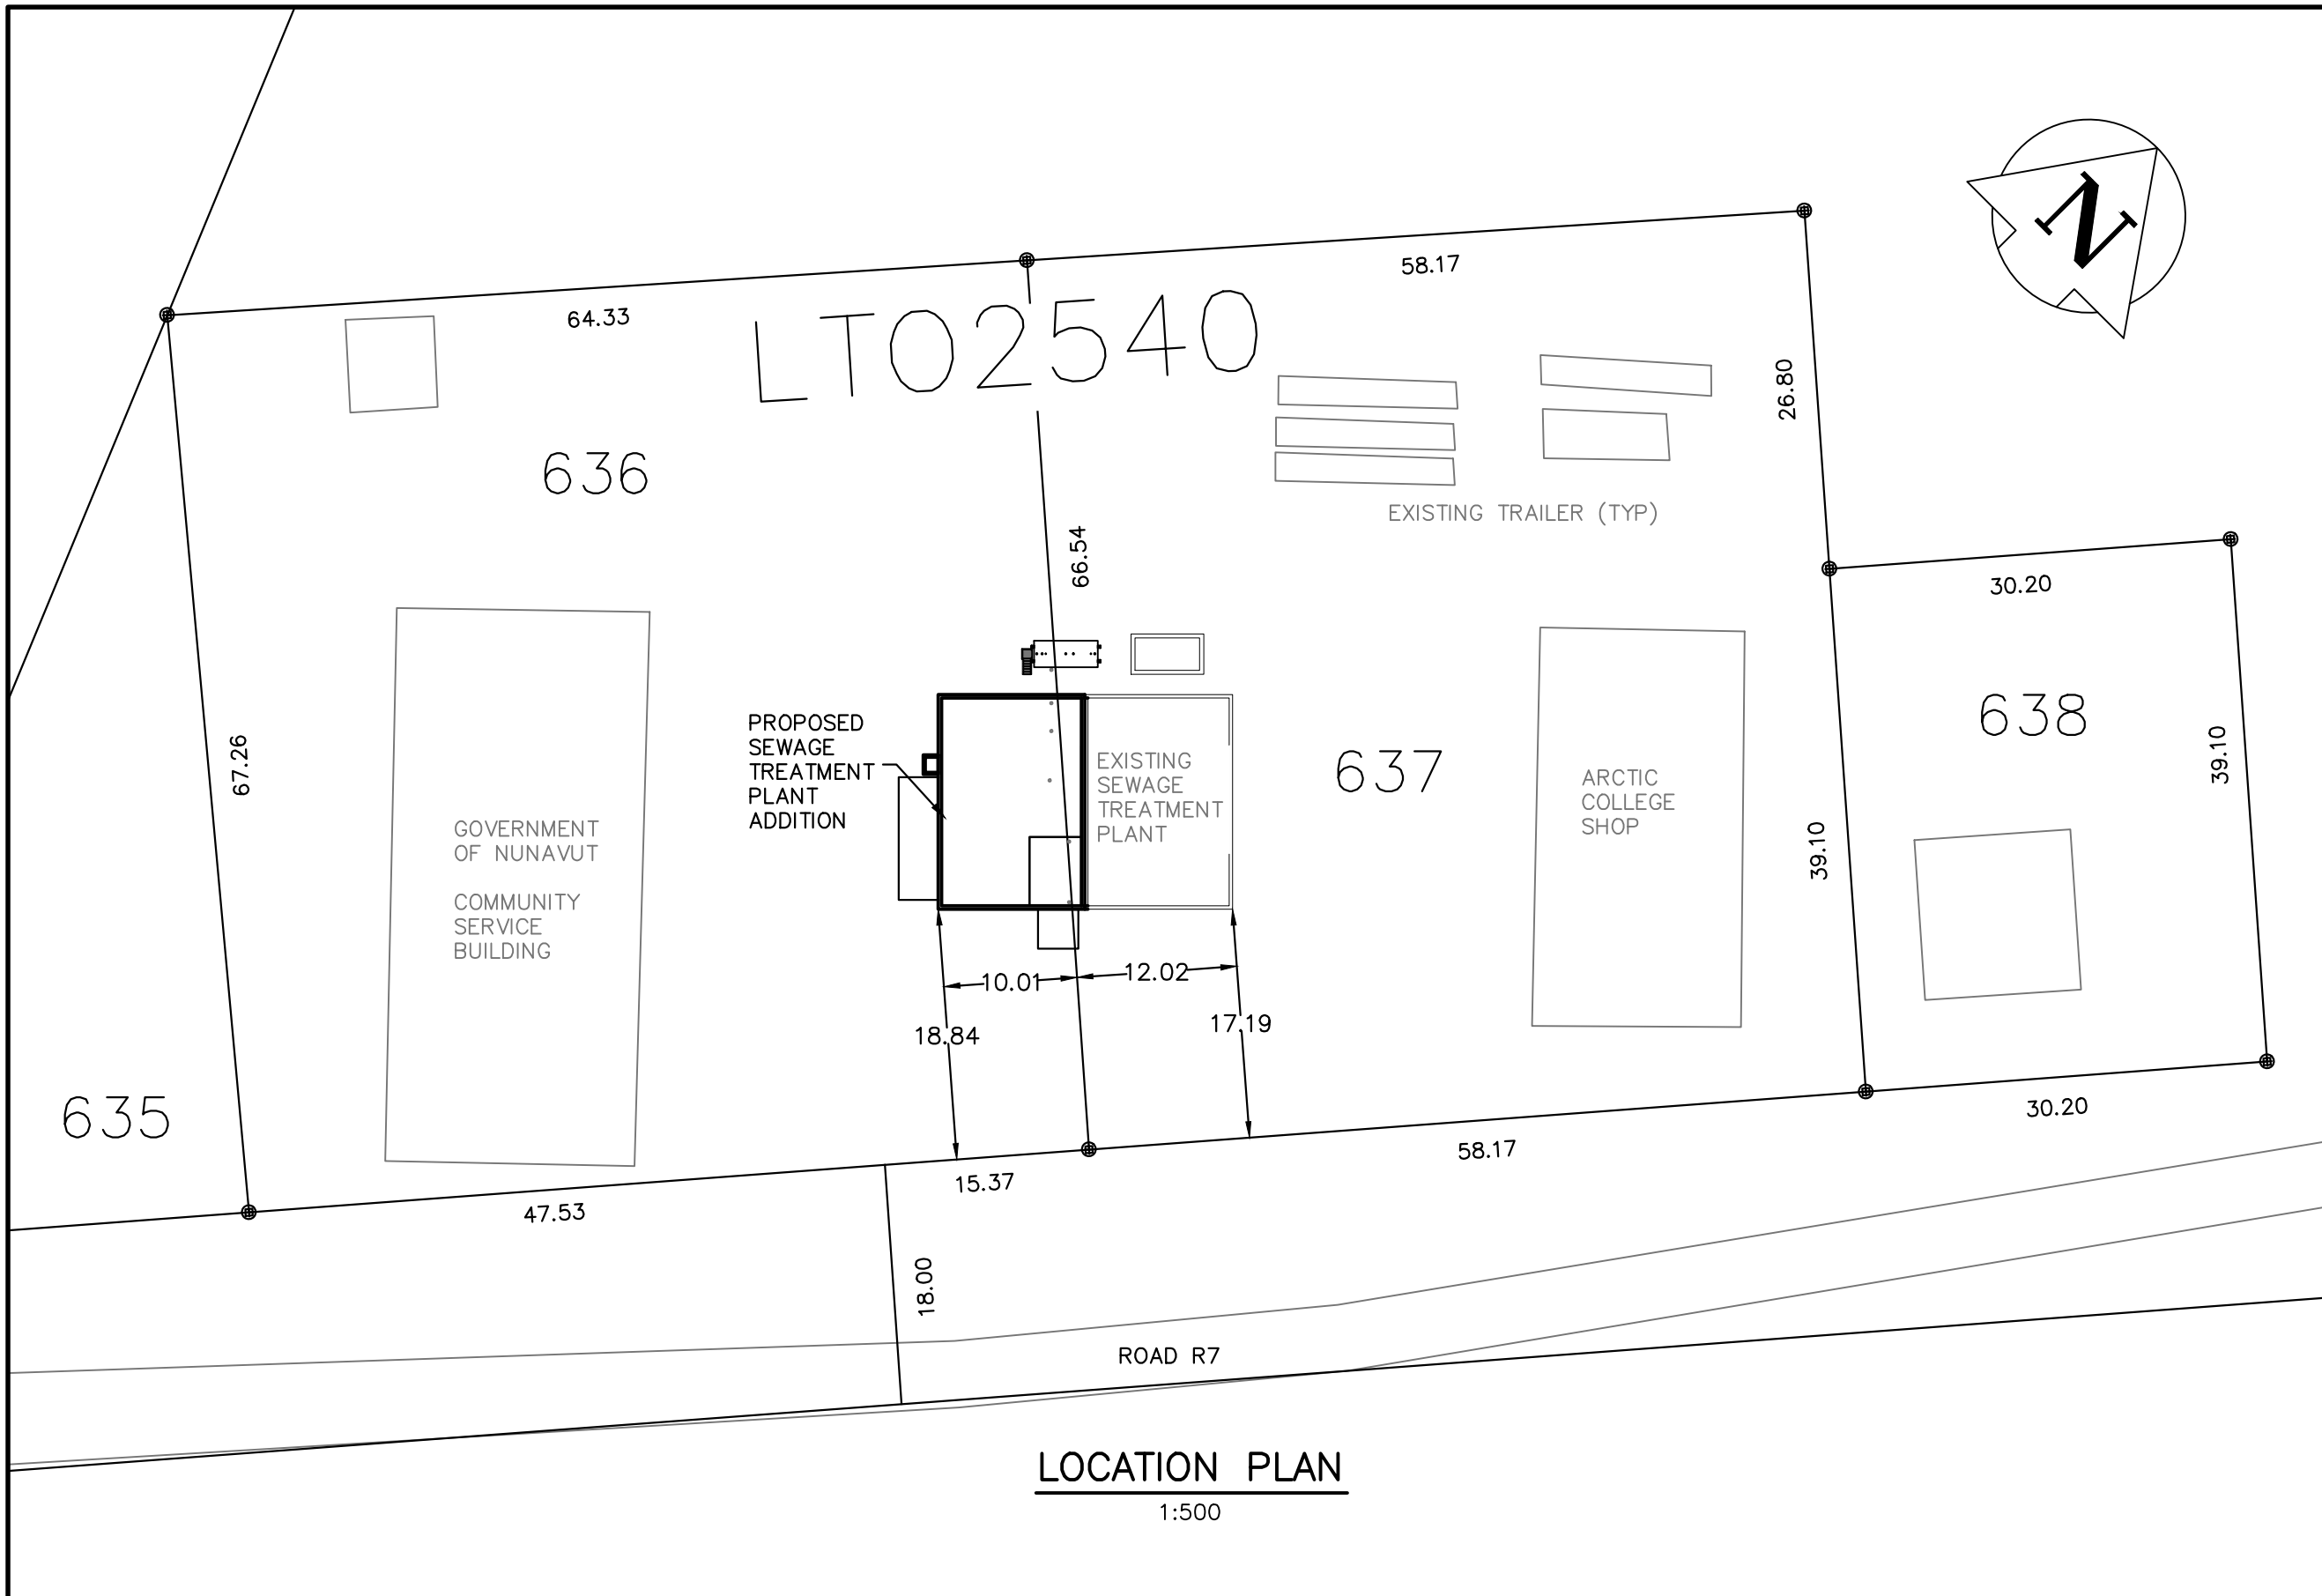 N
58.17
64.33
LTO2540
26.80
636
EXISTING TRAILER (TYP)
66.54
30.20
638
PROPOSED
SEWAGE
TREATMENT
PLANT
ADDITION
EXISTING
SEWAGE
TREATMENT
PLANT
637
ARCTIC
COLLEGE
SHOP
67.26
39.10
39.10
GOVERNMENT
OF NUNAVUT
COMMUNITY
SERVICE
BUILDING
10.01
12.02
18.84
17.19
635
58.17
30.20
15.37
47.53
18.00
ROAD R7
LOCATION PLAN
1:500